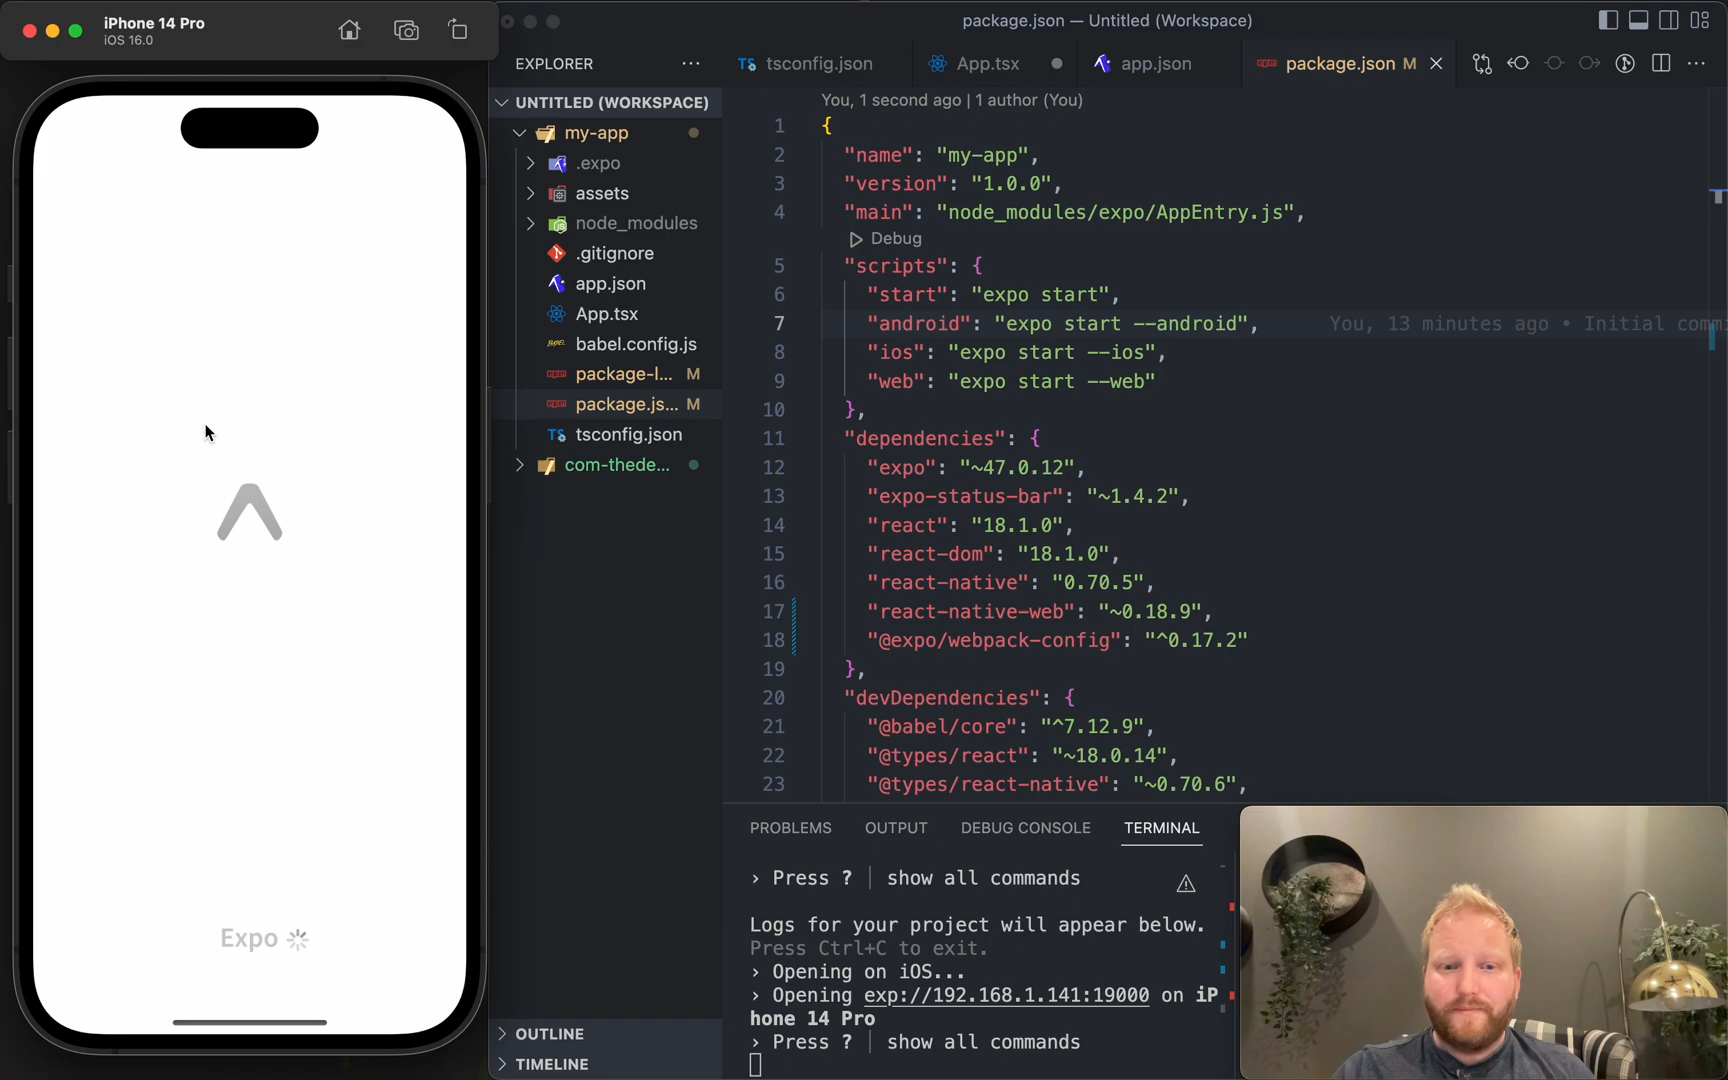 iPhone 14 Pro
iOS 16.0
Expo
package.json — Untitled (Workspace)
EXPLORER
UNTITLED (WORKSPACE)
my-app
.expo
assets
node_modules
.gitignore
app.json
App.tsx
babel.config.js
package-l... M
package.js... M
tsconfig.json
com-thede...
OUTLINE
TIMELINE
tsconfig.json
App.tsx
app.json
package.json M
You, 1 second ago | 1 author (You)
1 {
2 "name": "my-app",
3 "version": "1.0.0",
4 "main": "node_modules/expo/AppEntry.js",
Debug
5 "scripts": {
6 "start": "expo start",
7 "android": "expo start --android", You, 13 minutes ago • Initial commi
8 "ios": "expo start --ios",
9 "web": "expo start --web"
10 },
11 "dependencies": {
12 "expo": "~47.0.12",
13 "expo-status-bar": "~1.4.2",
14 "react": "18.1.0",
15 "react-dom": "18.1.0",
16 "react-native": "0.70.5",
17 "react-native-web": "~0.18.9",
18 "@expo/webpack-config": "^0.17.2"
19 },
20 "devDependencies": {
21 "@babel/core": "^7.12.9",
22 "@types/react": "~18.0.14",
23 "@types/react-native": "~0.70.6",
PROBLEMS OUTPUT DEBUG CONSOLE TERMINAL
› Press ? │ show all commands
Logs for your project will appear below.
Press Ctrl+C to exit.
› Opening on iOS...
› Opening exp://192.168.1.141:19000 on iP
hone 14 Pro
› Press ? │ show all commands